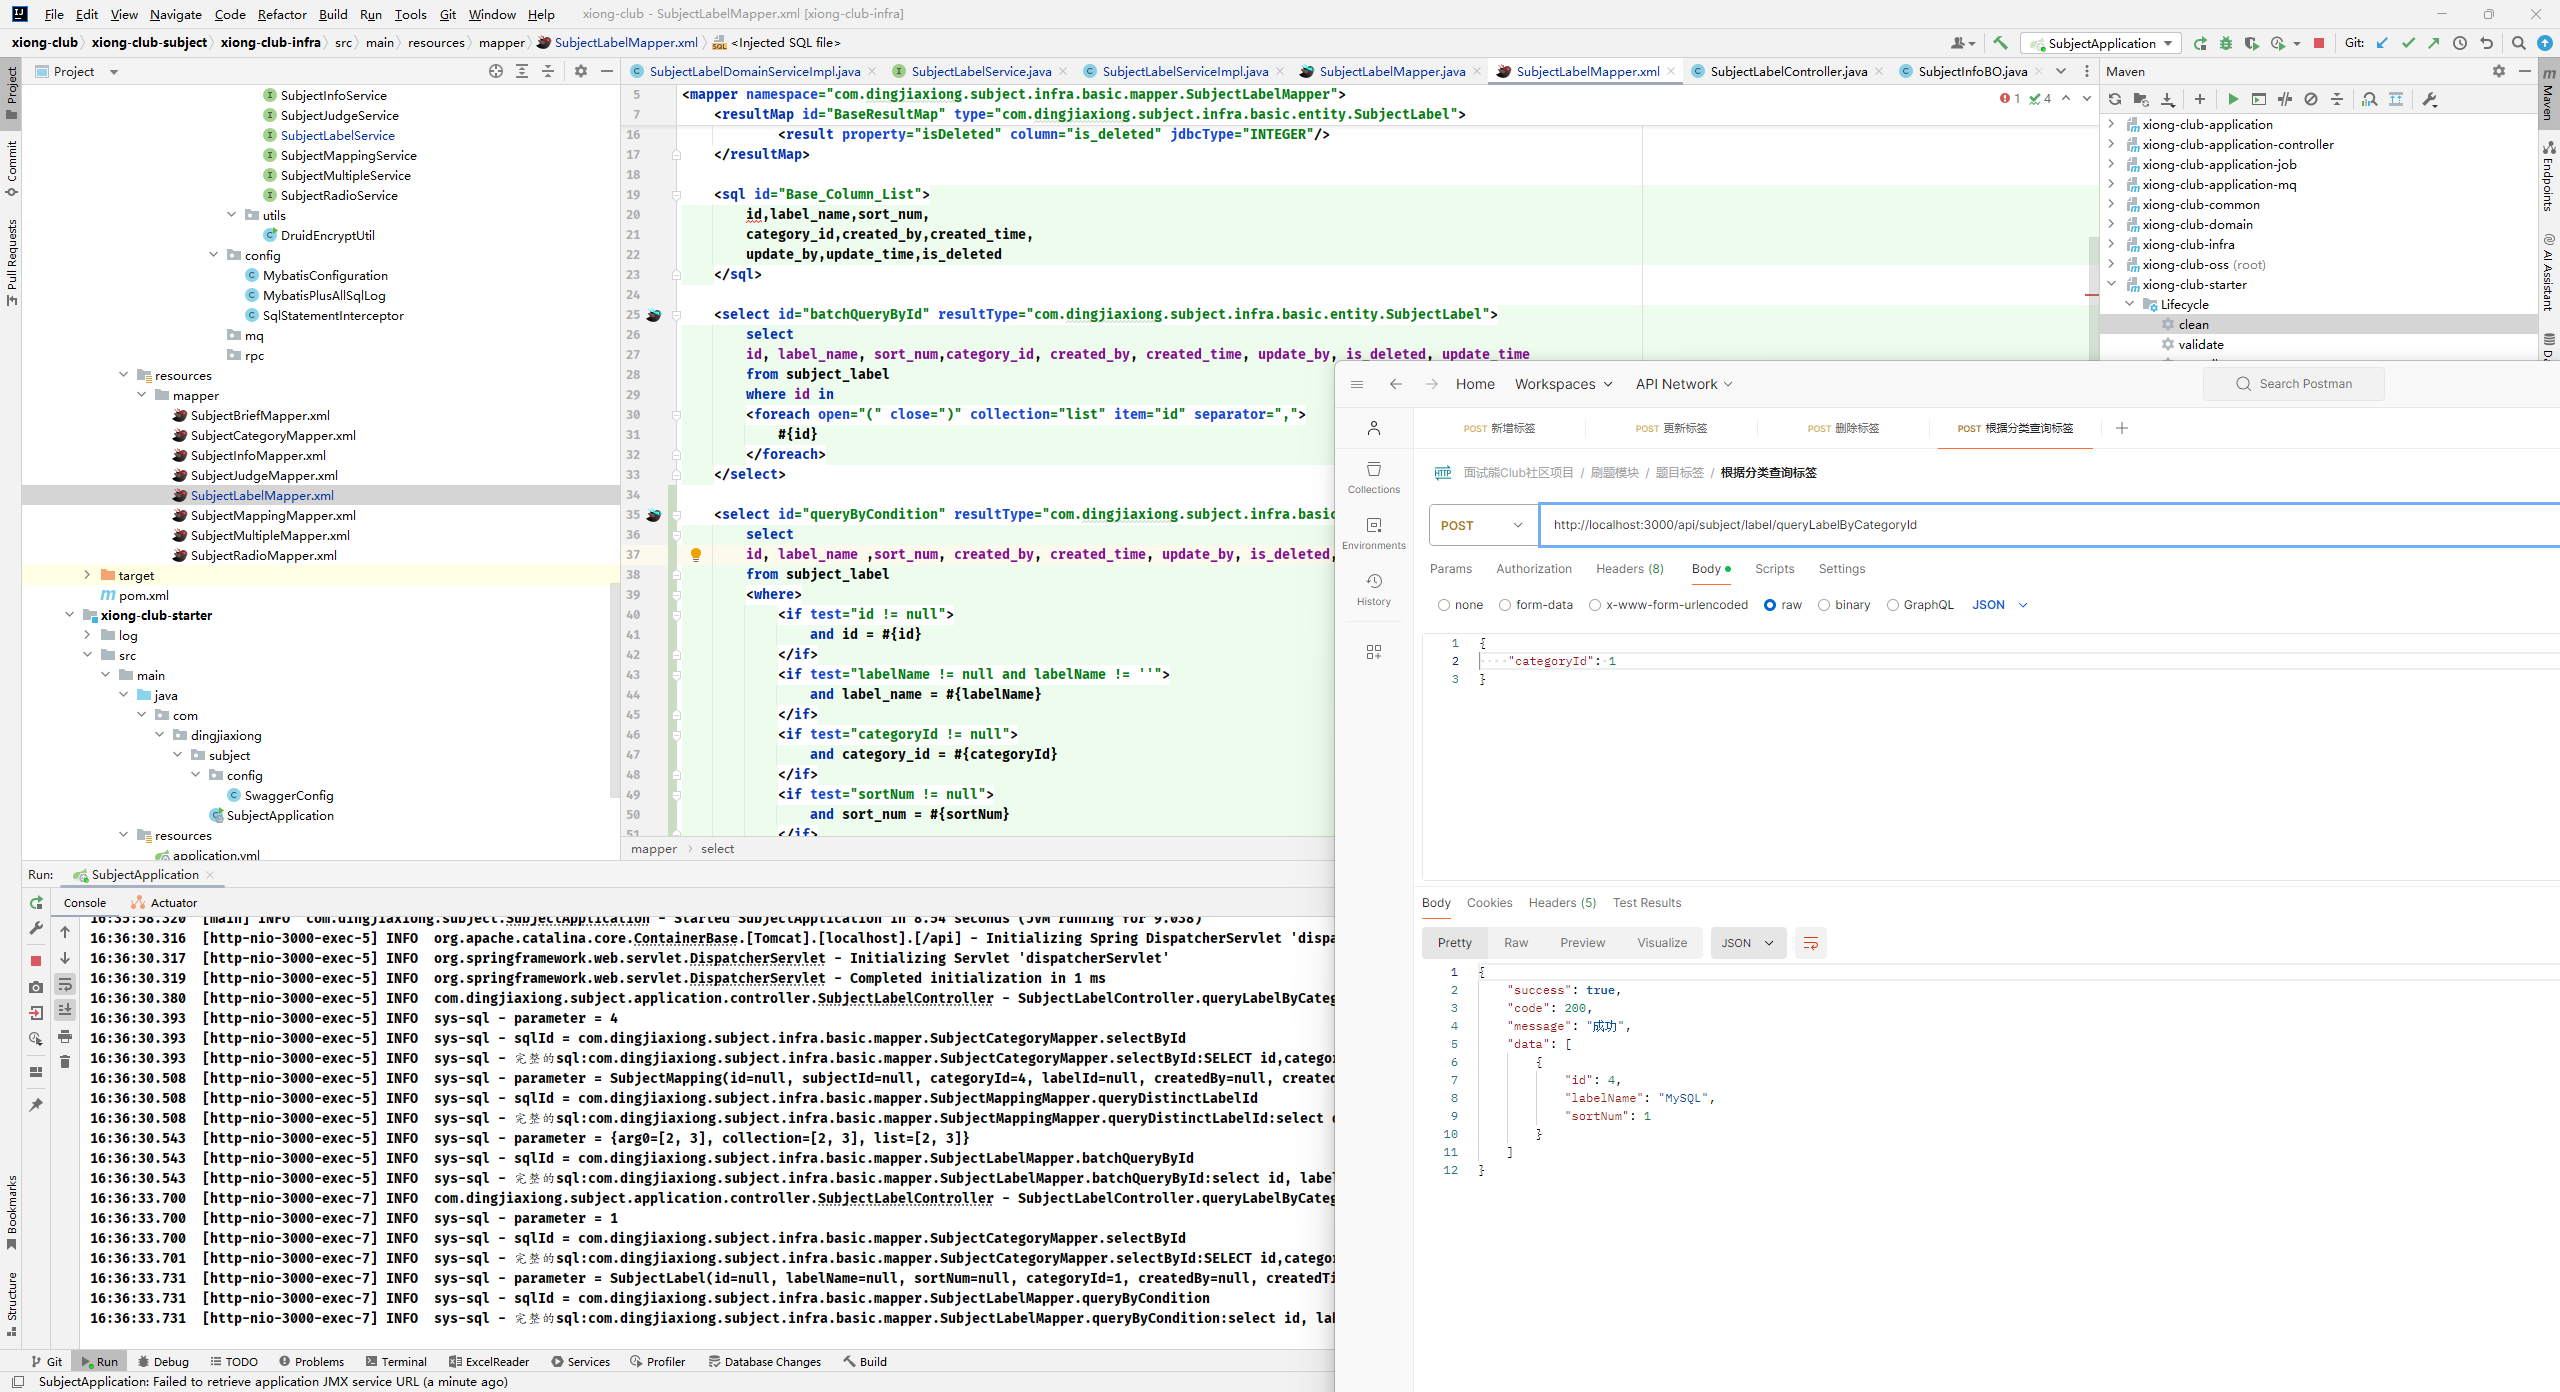 File Edit View Navigate Code Refactor Build Run Tools Git Window Help xiong-club - SubjectLabelMapper.xml [xiong-club-infra]
xiong-club xiong-club-subject xiong-club-infra src main resources mapper SubjectLabelMapper.xml <Injected SQL file> SubjectApplication Git:
Project
SubjectLabelDomainServiceImpl.java SubjectLabelService.java SubjectLabelServiceImpl.java SubjectLabelMapper.java SubjectLabelMapper.xml SubjectLabelController.java SubjectInfoBO.java
Maven
Project
Commit
Pull Requests
Bookmarks
Structure
SubjectInfoService
SubjectJudgeService
SubjectLabelService
SubjectMappingService
SubjectMultipleService
SubjectRadioService
utils
DruidEncryptUtil
config
MybatisConfiguration
MybatisPlusAllSqlLog
SqlStatementInterceptor
mq
rpc
resources
mapper
SubjectBriefMapper.xml
SubjectCategoryMapper.xml
SubjectInfoMapper.xml
SubjectJudgeMapper.xml
SubjectLabelMapper.xml
SubjectMappingMapper.xml
SubjectMultipleMapper.xml
SubjectRadioMapper.xml
target
pom.xml
xiong-club-starter
log
src
main
java
com
dingjiaxiong
subject
config
SwaggerConfig
SubjectApplication
resources
application.yml
1 4
5 <mapper namespace="com.dingjiaxiong.subject.infra.basic.mapper.SubjectLabelMapper">
7 <resultMap id="BaseResultMap" type="com.dingjiaxiong.subject.infra.basic.entity.SubjectLabel">
16 <result property="isDeleted" column="is_deleted" jdbcType="INTEGER"/>
17 </resultMap>
18
19 <sql id="Base_Column_List">
20 id,label_name,sort_num,
21 category_id,created_by,created_time,
22 update_by,update_time,is_deleted
23 </sql>
24
25 <select id="batchQueryById" resultType="com.dingjiaxiong.subject.infra.basic.entity.SubjectLabel">
26 select
27 id, label_name, sort_num,category_id, created_by, created_time, update_by, is_deleted, update_time
28 from subject_label
29 where id in
30 <foreach open="(" close=")" collection="list" item="id" separator=",">
31 #{id}
32 </foreach>
33 </select>
34
35 <select id="queryByCondition" resultType="com.dingjiaxiong.subject.infra.basic
36 select
37 id, label_name ,sort_num, created_by, created_time, update_by, is_deleted,
38 from subject_label
39 <where>
40 <if test="id != null">
41 and id = #{id}
42 </if>
43 <if test="labelName != null and labelName != ''">
44 and label_name = #{labelName}
45 </if>
46 <if test="categoryId != null">
47 and category_id = #{categoryId}
48 </if>
49 <if test="sortNum != null">
50 and sort_num = #{sortNum}
51 </if>
mapper select
xiong-club-application
xiong-club-application-controller
xiong-club-application-job
xiong-club-application-mq
xiong-club-common
xiong-club-domain
xiong-club-infra
xiong-club-oss (root)
xiong-club-starter
Lifecycle
clean
validate
Maven
Endpoints
AI Assistant
Home Workspaces API Network Search Postman
POST 新增标签 POST 更新标签 POST 删除标签 POST 根据分类查询标签
Collections
Environments
History
HTTP 面试熊Club社区项目 / 刷题模块 / 题目标签 / 根据分类查询标签
POST http://localhost:3000/api/subject/label/queryLabelByCategoryId
Params Authorization Headers (8) Body Scripts Settings
none form-data x-www-form-urlencoded raw binary GraphQL JSON
1 {
2 "categoryId": 1
3 }
Body Cookies Headers (5) Test Results
Pretty Raw Preview Visualize JSON
1 {
2 "success": true,
3 "code": 200,
4 "message": "成功",
5 "data": [
6 {
7 "id": 4,
8 "labelName": "MySQL",
9 "sortNum": 1
10 }
11 ]
12 }
Run: SubjectApplication
Console Actuator
16:35:58.320 [main] INFO com.dingjiaxiong.subject.SubjectApplication - Started SubjectApplication in 8.54 seconds (JVM running for 9.038)
16:36:30.316 [http-nio-3000-exec-5] INFO org.apache.catalina.core.ContainerBase.[Tomcat].[localhost].[/api] - Initializing Spring DispatcherServlet 'dispa
16:36:30.317 [http-nio-3000-exec-5] INFO org.springframework.web.servlet.DispatcherServlet - Initializing Servlet 'dispatcherServlet'
16:36:30.319 [http-nio-3000-exec-5] INFO org.springframework.web.servlet.DispatcherServlet - Completed initialization in 1 ms
16:36:30.380 [http-nio-3000-exec-5] INFO com.dingjiaxiong.subject.application.controller.SubjectLabelController - SubjectLabelController.queryLabelByCateg
16:36:30.393 [http-nio-3000-exec-5] INFO sys-sql - parameter = 4
16:36:30.393 [http-nio-3000-exec-5] INFO sys-sql - sqlId = com.dingjiaxiong.subject.infra.basic.mapper.SubjectCategoryMapper.selectById
16:36:30.393 [http-nio-3000-exec-5] INFO sys-sql - 完整的sql:com.dingjiaxiong.subject.infra.basic.mapper.SubjectCategoryMapper.selectById:SELECT id,categor
16:36:30.508 [http-nio-3000-exec-5] INFO sys-sql - parameter = SubjectMapping(id=null, subjectId=null, categoryId=4, labelId=null, createdBy=null, created
16:36:30.508 [http-nio-3000-exec-5] INFO sys-sql - sqlId = com.dingjiaxiong.subject.infra.basic.mapper.SubjectMappingMapper.queryDistinctLabelId
16:36:30.508 [http-nio-3000-exec-5] INFO sys-sql - 完整的sql:com.dingjiaxiong.subject.infra.basic.mapper.SubjectMappingMapper.queryDistinctLabelId:select d
16:36:30.543 [http-nio-3000-exec-5] INFO sys-sql - parameter = {arg0=[2, 3], collection=[2, 3], list=[2, 3]}
16:36:30.543 [http-nio-3000-exec-5] INFO sys-sql - sqlId = com.dingjiaxiong.subject.infra.basic.mapper.SubjectLabelMapper.batchQueryById
16:36:30.543 [http-nio-3000-exec-5] INFO sys-sql - 完整的sql:com.dingjiaxiong.subject.infra.basic.mapper.SubjectLabelMapper.batchQueryById:select id, label
16:36:33.700 [http-nio-3000-exec-7] INFO com.dingjiaxiong.subject.application.controller.SubjectLabelController - SubjectLabelController.queryLabelByCateg
16:36:33.700 [http-nio-3000-exec-7] INFO sys-sql - parameter = 1
16:36:33.700 [http-nio-3000-exec-7] INFO sys-sql - sqlId = com.dingjiaxiong.subject.infra.basic.mapper.SubjectCategoryMapper.selectById
16:36:33.701 [http-nio-3000-exec-7] INFO sys-sql - 完整的sql:com.dingjiaxiong.subject.infra.basic.mapper.SubjectCategoryMapper.selectById:SELECT id,categor
16:36:33.731 [http-nio-3000-exec-7] INFO sys-sql - parameter = SubjectLabel(id=null, labelName=null, sortNum=null, categoryId=1, createdBy=null, createdTi
16:36:33.731 [http-nio-3000-exec-7] INFO sys-sql - sqlId = com.dingjiaxiong.subject.infra.basic.mapper.SubjectLabelMapper.queryByCondition
16:36:33.731 [http-nio-3000-exec-7] INFO sys-sql - 完整的sql:com.dingjiaxiong.subject.infra.basic.mapper.SubjectLabelMapper.queryByCondition:select id, lab
Git Run Debug TODO Problems Terminal ExcelReader Services Profiler Database Changes Build
SubjectApplication: Failed to retrieve application JMX service URL (a minute ago)